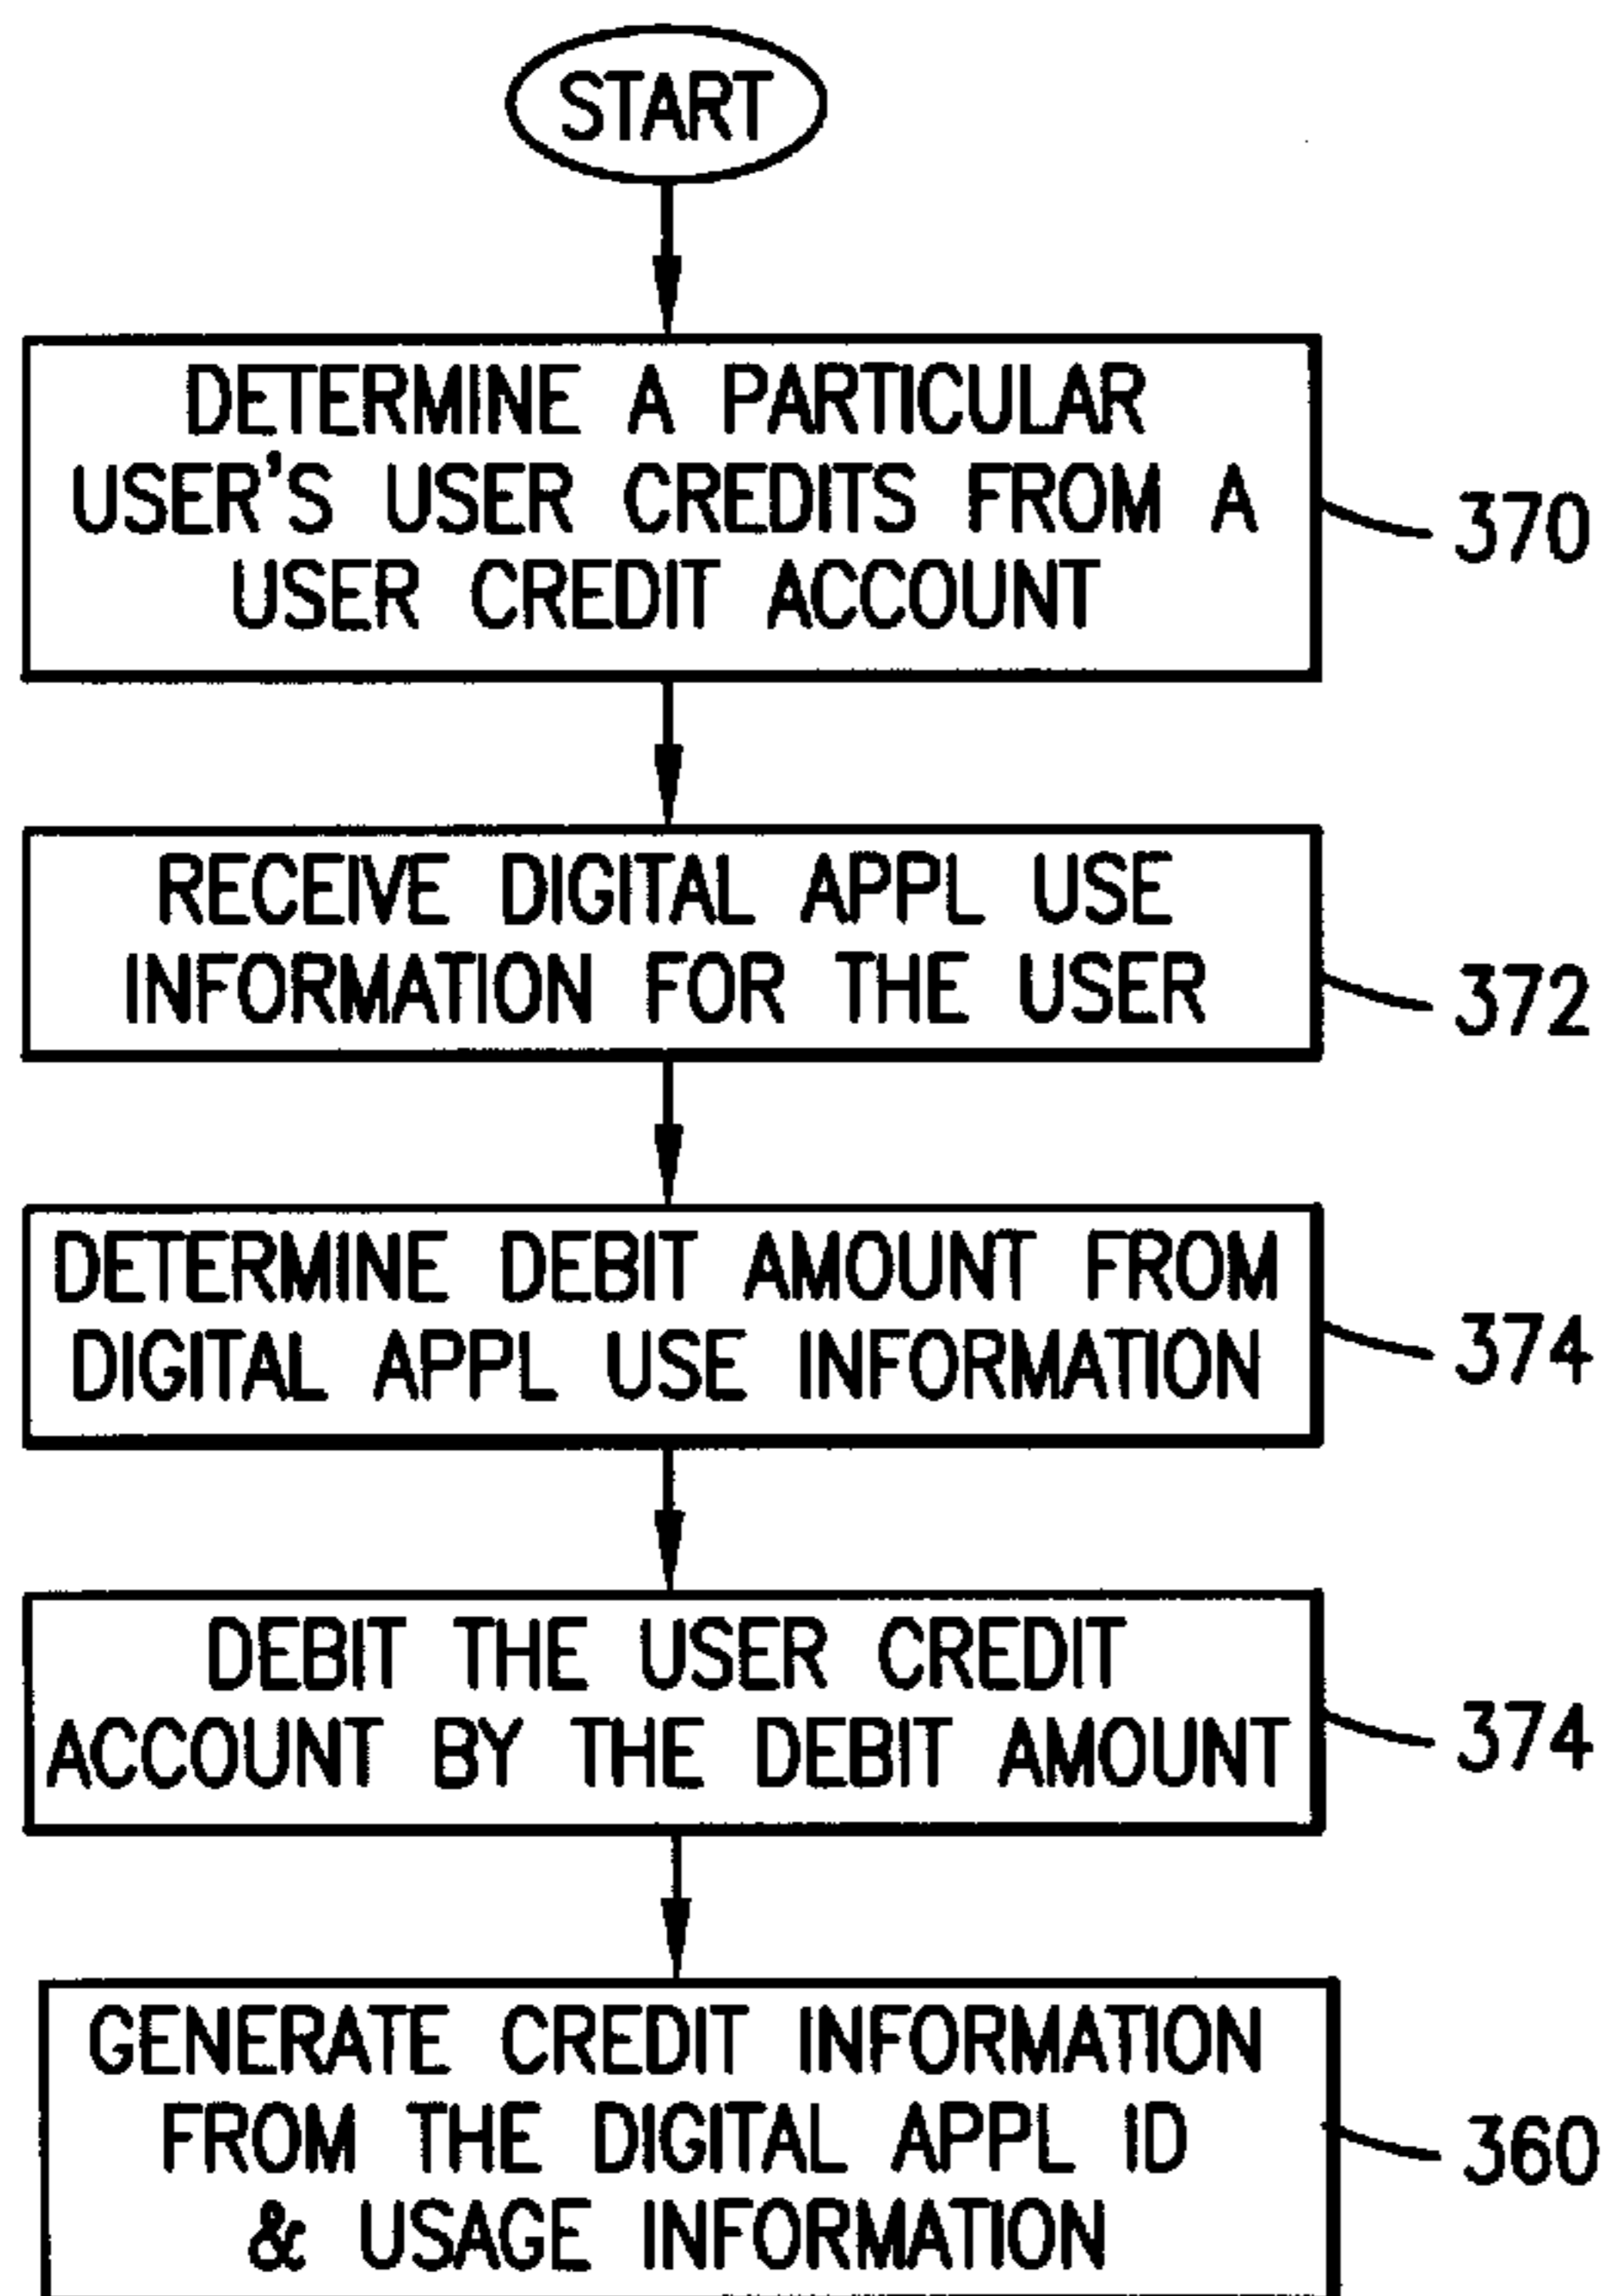 START
DETERMINE A PARTICULAR
USER'S USER CREDITS FROM A
USER CREDIT ACCOUNT
370
RECEIVE DIGITAL APPL USE
INFORMATION FOR THE USER
372
DETERMINE DEBIT AMOUNT FROM
DIGITAL APPL USE INFORMATION
374
DEBIT THE USER CREDIT
ACCOUNT BY THE DEBIT AMOUNT
374
GENERATE CREDIT INFORMATION
FROM THE DIGITAL APPL ID
& USAGE INFORMATION
360